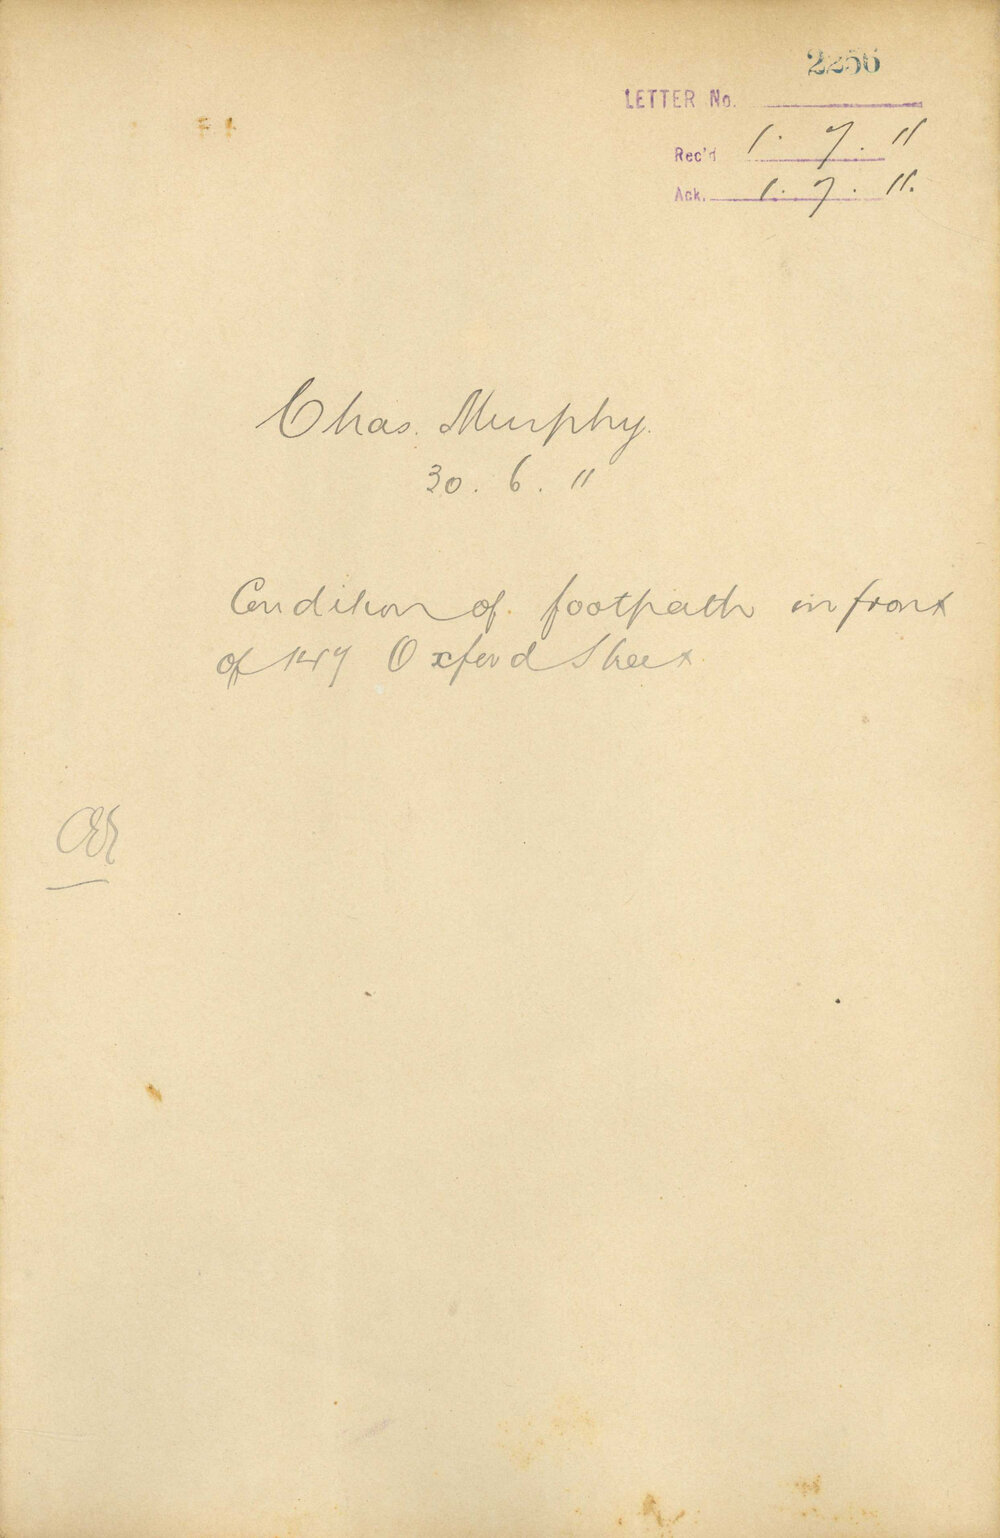 2256
LETTER No.
Rec'd 1. 7. 11
Ack. 1. 7. 11.
Chas. Murphy.
30. 6. 11
Condition of footpath in front
of Oxford Street